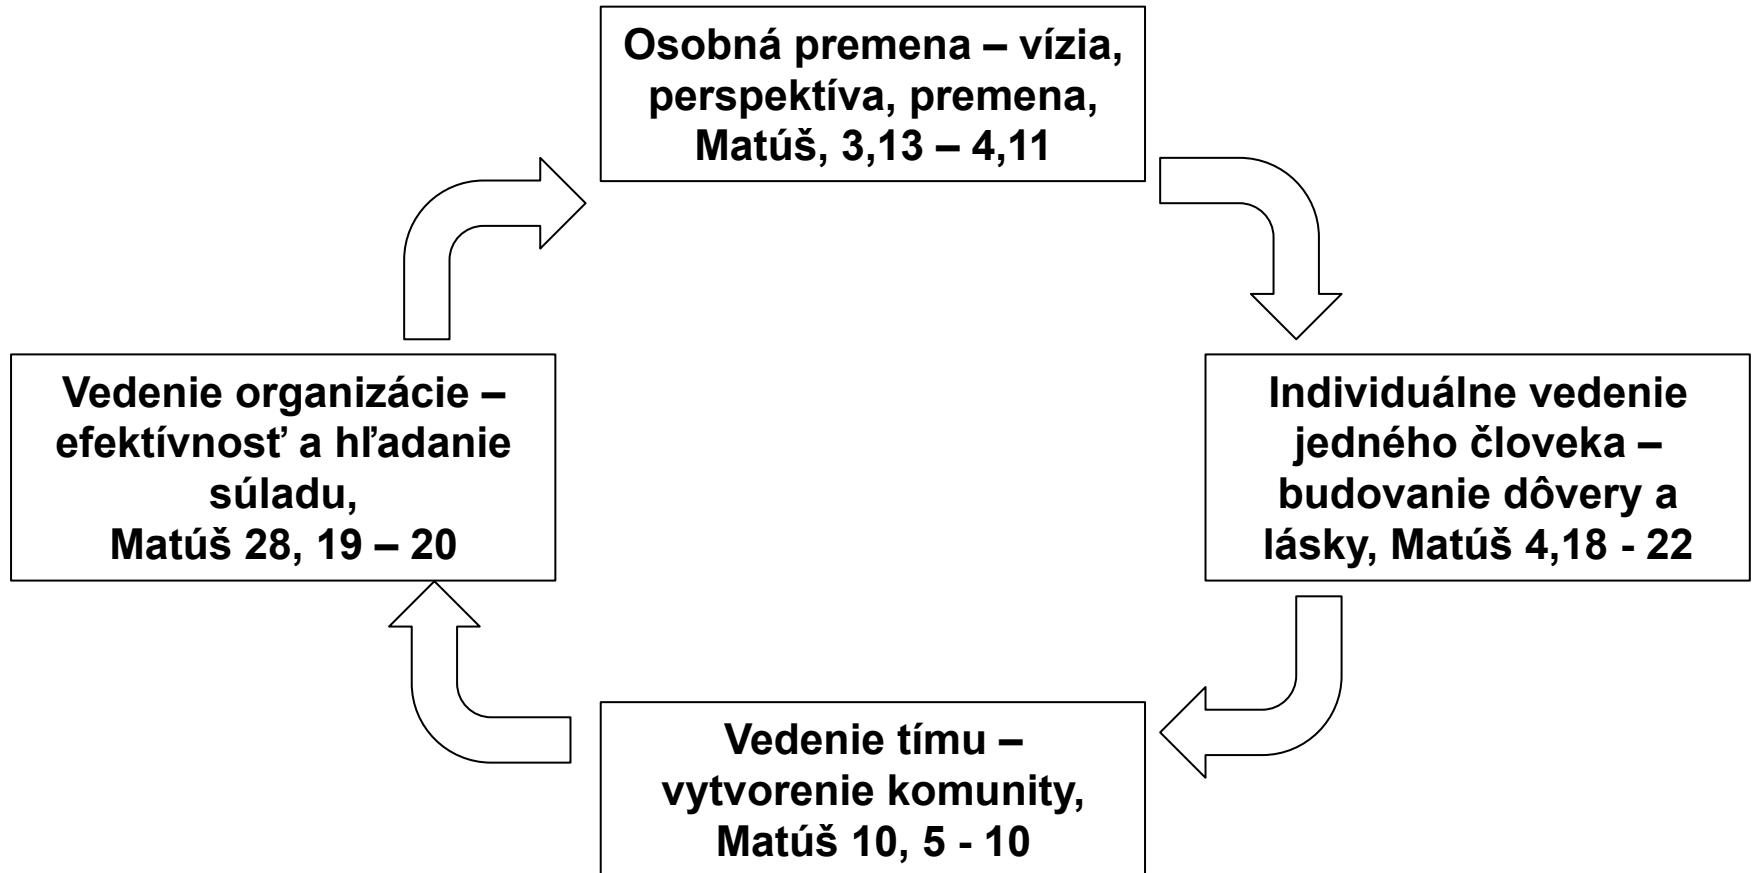 Osobná premena – vízia,
perspektíva, premena,
Matúš, 3,13 – 4,11
Vedenie organizácie –
efektívnosť a hľadanie
súladu,
Matúš 28, 19 – 20
Individuálne vedenie
jedného človeka –
budovanie dôvery a
lásky, Matúš 4,18 - 22
Vedenie tímu –
vytvorenie komunity,
Matúš 10, 5 - 10